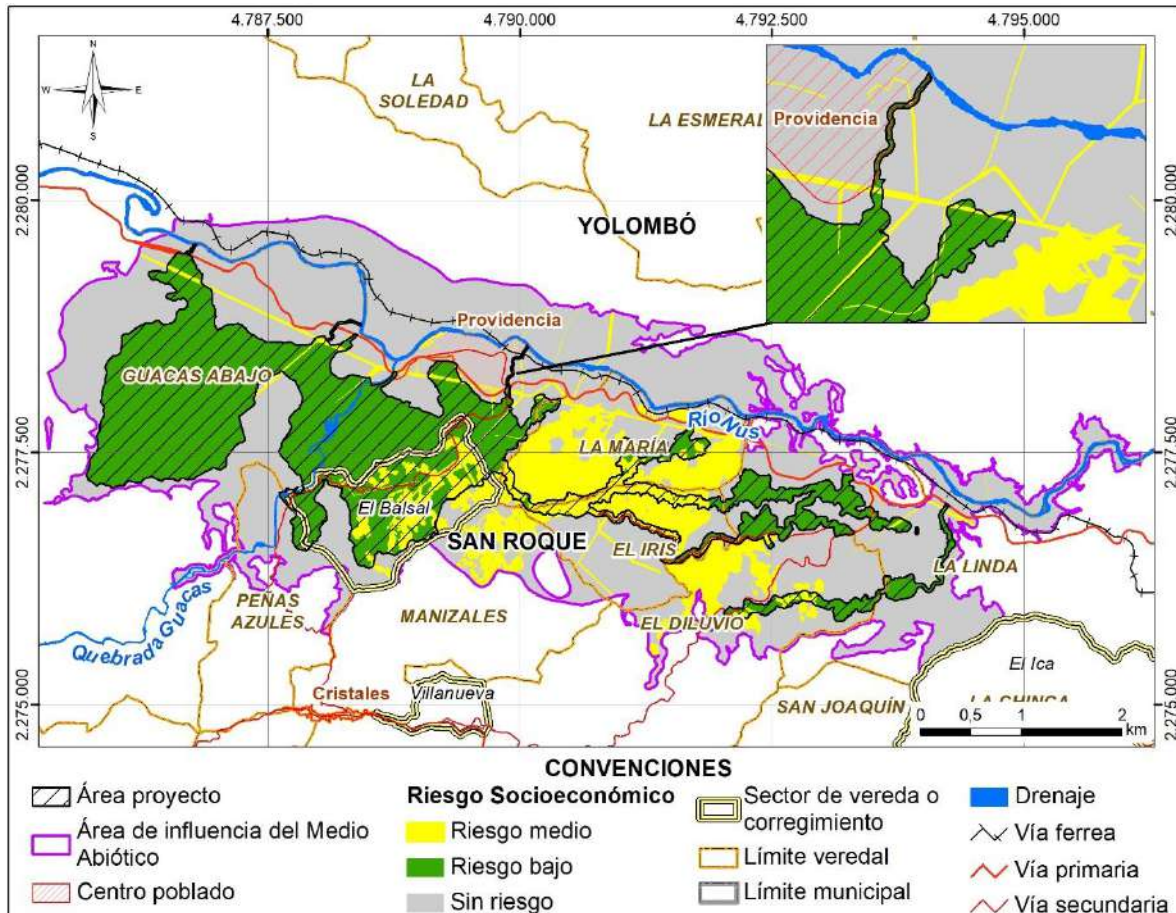 4.787.500 4.790.000 4.792.500 4.795.000
N
W E
S
LA
SOLEDAD
LA ESMERAL
Providencia
2.280.000 2.280.000
YOLOMBÓ
Providencia
GUACAS ABAJO
Río Nus
2.277.500 2.277.500
LA MARÍA
El Balsal
SAN ROQUE
EL IRIS
LA LINDA
PEÑAS
AZULES
MANIZALES
EL DILUVIO
Quebrada Guacas
El Ica
Cristales
Villanueva
SAN JOAQUÍN
LA CHINCA
2.275.000 2.275.000
0 0,5 1 2
km
CONVENCIONES
Área proyecto
Área de influencia del Medio
Abiótico
Centro poblado
Riesgo Socioeconómico
Riesgo medio
Riesgo bajo
Sin riesgo
Sector de vereda o
corregimiento
Límite veredal
Límite municipal
Drenaje
Vía ferrea
Vía primaria
Vía secundaria